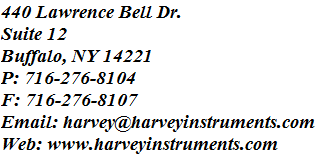 440 Lawrence Bell Dr.
Suite 12
Buffalo, NY 14221
P: 716-276-8104
F: 716-276-8107
Email: harvey@harveyinstruments.com
Web: www.harveyinstruments.com